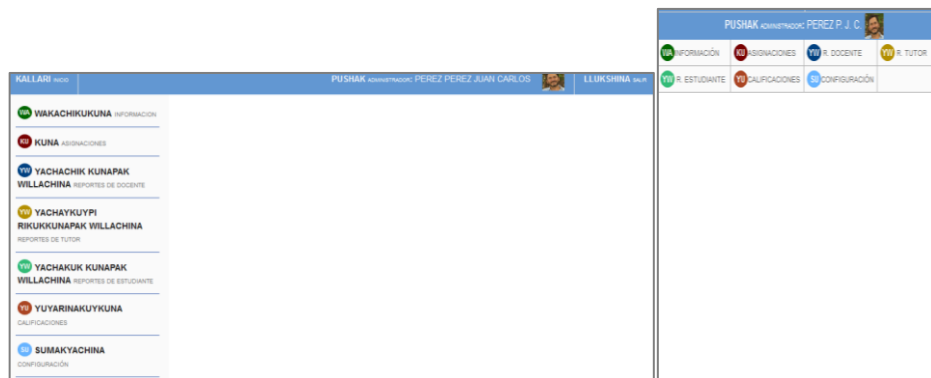 KALLARI INICIO PUSHAK ADMINISTRADOR: PEREZ PEREZ JUAN CARLOS LLUKSHINA SALIR
WA WAKACHIKUKUNA INFORMACION
KU KUNA ASIGNACIONES
YW YACHACHIK KUNAPAK
WILLACHINA REPORTES DE DOCENTE
YW YACHAYKUYPI
RIKUKKUNAPAK WILLACHINA
REPORTES DE TUTOR
YW YACHAKUK KUNAPAK
WILLACHINA REPORTES DE ESTUDIANTE
YU YUYARINAKUYKUNA
CALIFICACIONES
SU SUMAKYACHINA
CONFIGURACIÓN
PUSHAK ADMINISTRADOR: PEREZ P. J. C.
WA INFORMACIÓN KU ASIGNACIONES YW R. DOCENTE YW R. TUTOR
YW R. ESTUDIANTE YU CALIFICACIONES SU CONFIGURACIÓN